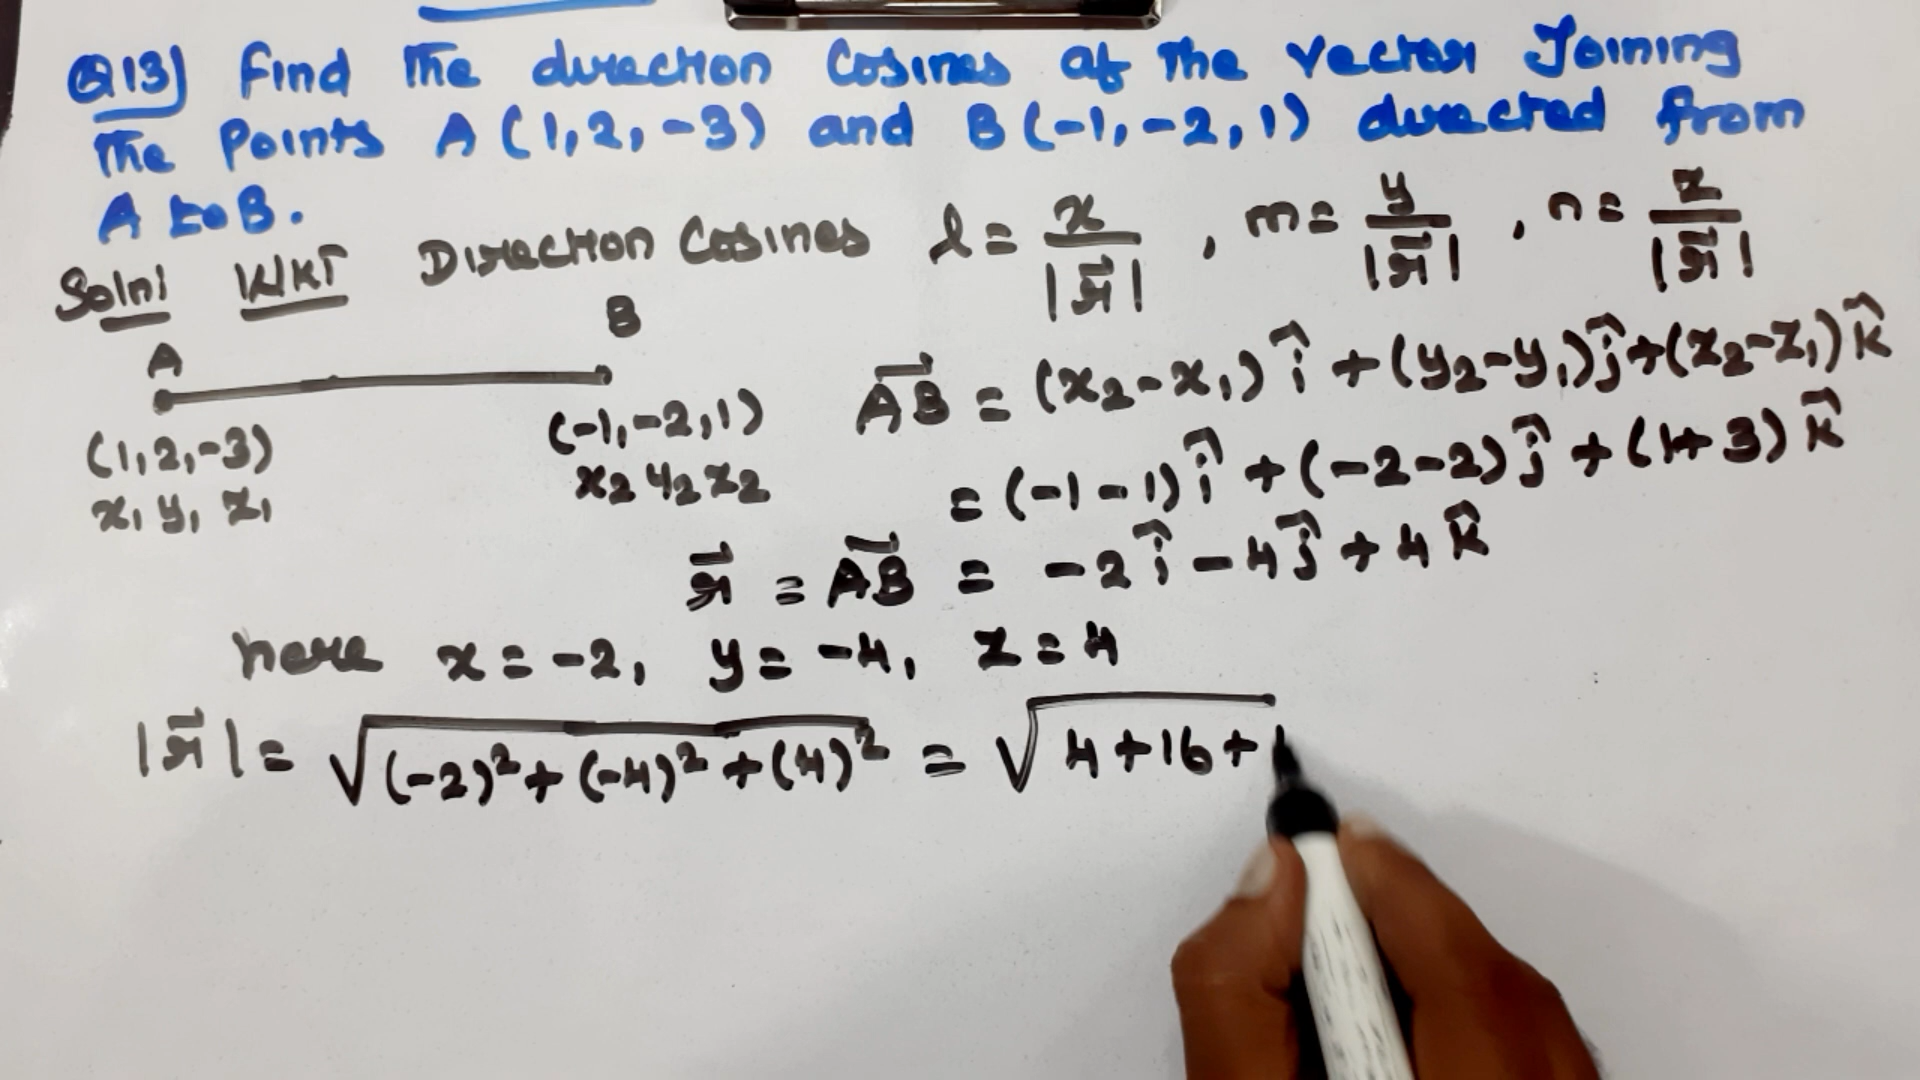 Q13) Find the direction cosines of the vector Joining
the points A (1, 2, -3) and B (-1, -2, 1) directed from
A to B.
Soln: WKT Direction Cosines l = x/|r⃗| , m = y/|r⃗| , n = z/|r⃗|
A B
(1,2,-3) (-1,-2,1)
x₁ y₁ z₁ x₂ y₂ z₂
A⃗B = (x₂-x₁) î + (y₂-y₁) ĵ + (z₂-z₁) k̂
= (-1-1) î + (-2-2) ĵ + (1+3) k̂
r⃗ = A⃗B = -2î - 4ĵ + 4k̂
here x = -2, y = -4, z = 4
|r⃗| = √((-2)² + (-4)² + (4)²) = √(4+16+